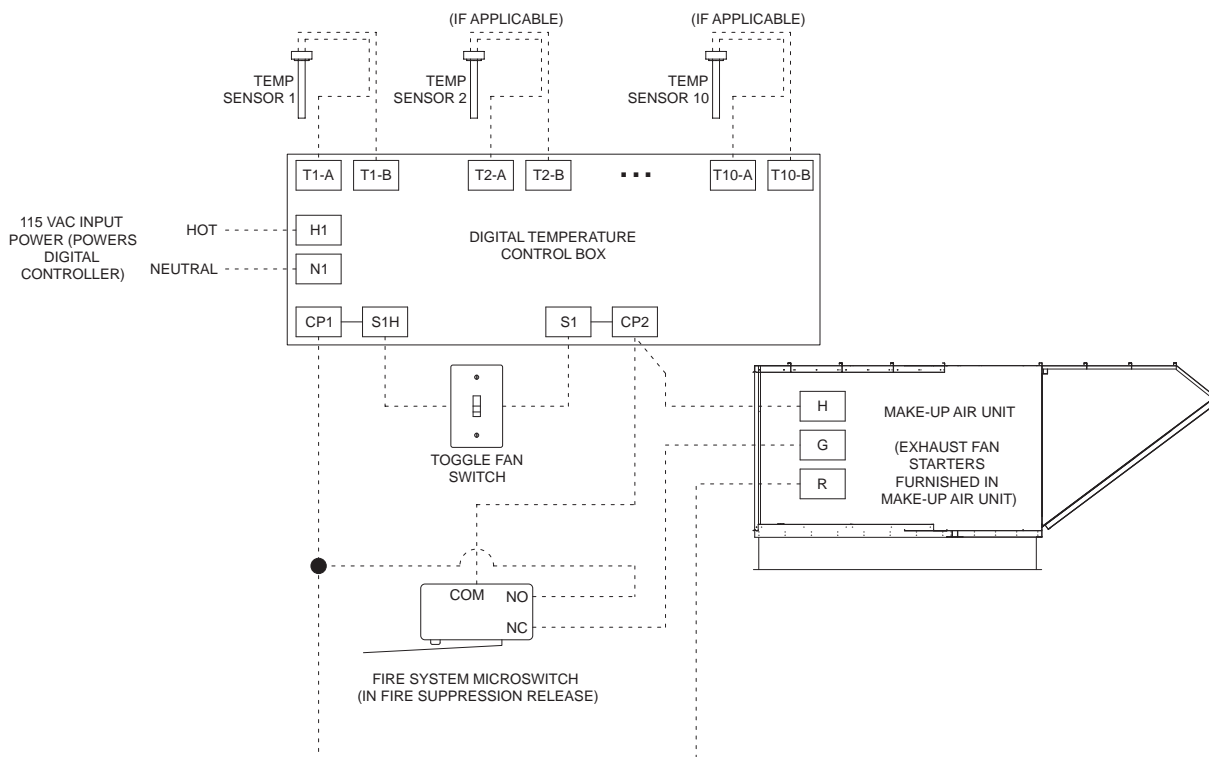 (IF APPLICABLE)
(IF APPLICABLE)
TEMP
SENSOR 1
TEMP
SENSOR 2
TEMP
SENSOR 10
T1-A
T1-B
T2-A
T2-B
...
T10-A
T10-B
115 VAC INPUT
POWER (POWERS
DIGITAL
CONTROLLER)
HOT
H1
NEUTRAL
N1
DIGITAL TEMPERATURE
CONTROL BOX
CP1
S1H
S1
CP2
TOGGLE FAN
SWITCH
H
G
R
MAKE-UP AIR UNIT
(EXHAUST FAN
STARTERS
FURNISHED IN
MAKE-UP AIR UNIT)
COM
NO
NC
FIRE SYSTEM MICROSWITCH
(IN FIRE SUPPRESSION RELEASE)